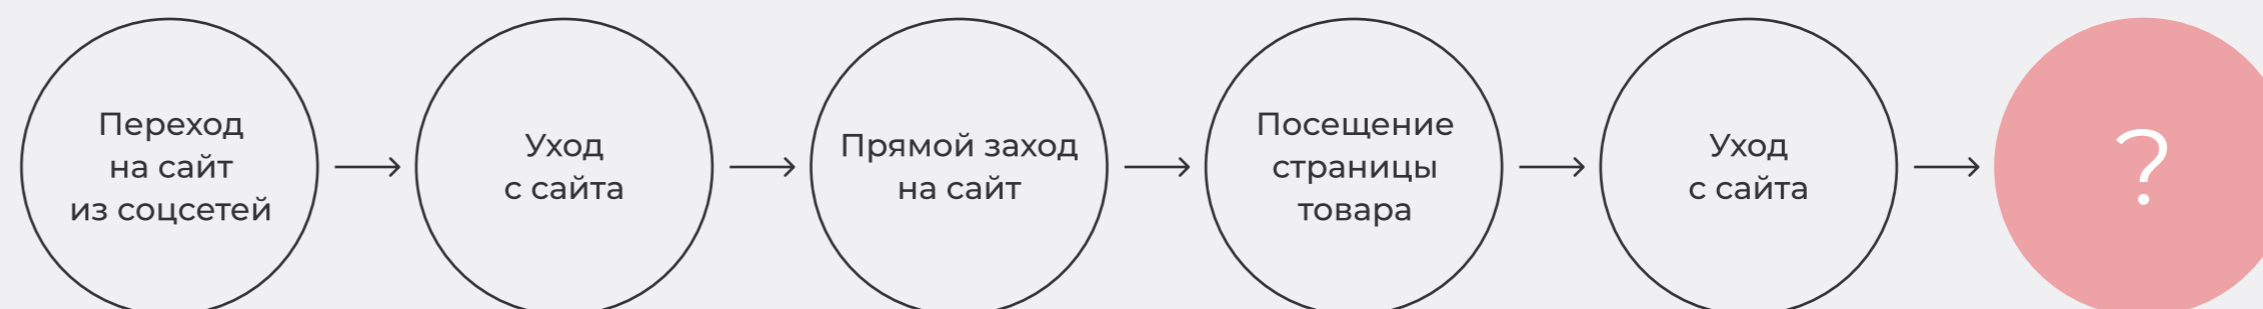 Переход
на сайт
из соцсетей
Уход
с сайта
Прямой заход
на сайт
Посещение
страницы
товара
Уход
с сайта
?